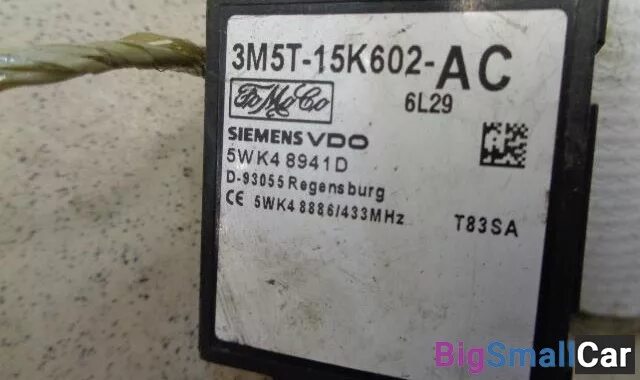 3M5T-15K602-AC
FoMoCo
6L29
SIEMENS VDO
5WK4 8941D
D-93055 Regensburg
CE 5WK4 8886/433MHz
T83SA
BigSmallCar